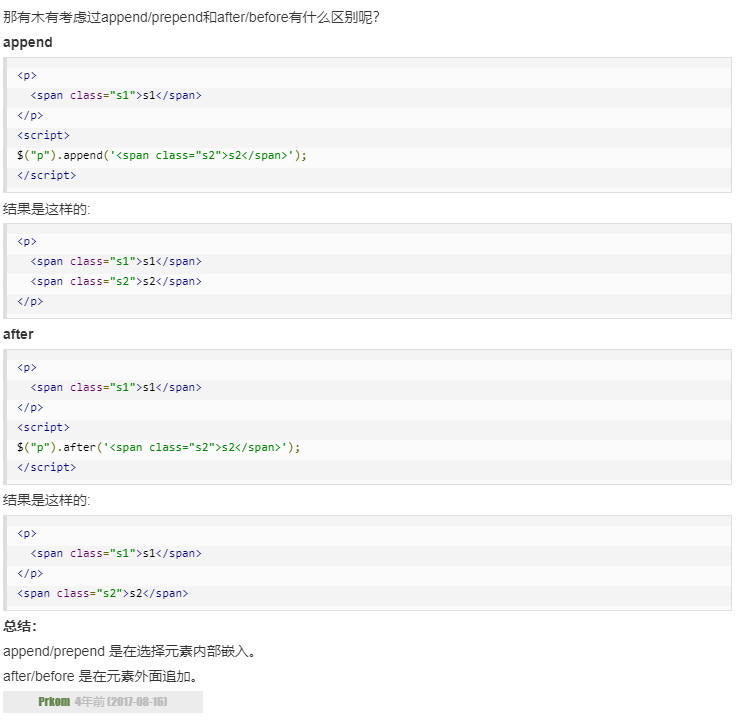 那有木有考虑过append/prepend和after/before有什么区别呢?
append
<p>
  <span class="s1">s1</span>
</p>
<script>
$("p").append('<span class="s2">s2</span>');
</script>
结果是这样的:
<p>
  <span class="s1">s1</span>
  <span class="s2">s2</span>
</p>
after
<p>
  <span class="s1">s1</span>
</p>
<script>
$("p").after('<span class="s2">s2</span>');
</script>
结果是这样的:
<p>
  <span class="s1">s1</span>
</p>
<span class="s2">s2</span>
总结：
append/prepend 是在选择元素内部嵌入。
after/before 是在元素外面追加。
Prkom 4年前 (2017-08-16)